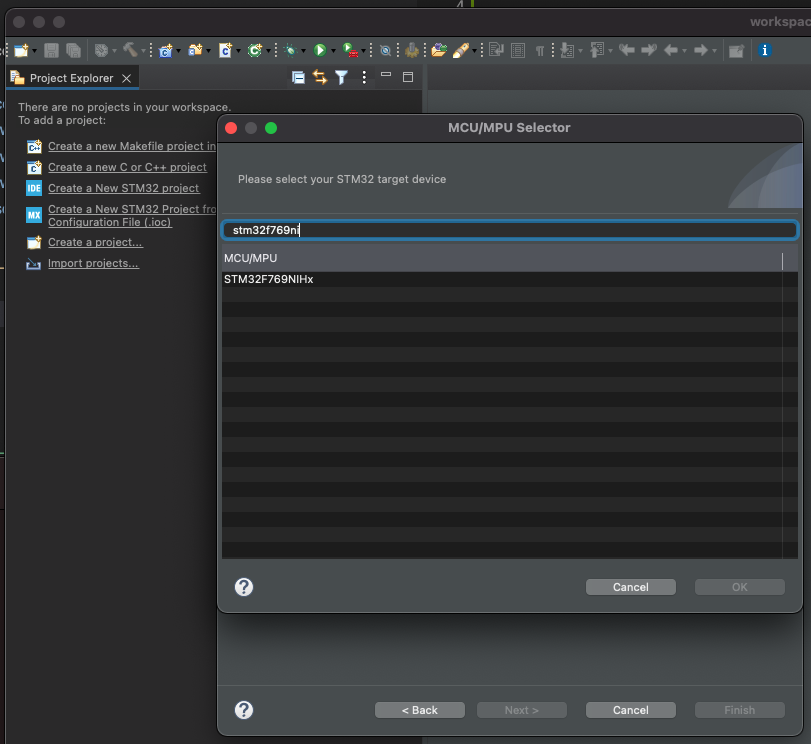 workspac
Project Explorer
There are no projects in your workspace.
To add a project:
Create a new Makefile project in
Create a new C or C++ project
Create a New STM32 project
Create a New STM32 Project fro
Configuration File (.ioc)
Create a project...
Import projects...
IDE
MX
MCU/MPU Selector
Please select your STM32 target device
stm32f769ni
MCU/MPU
STM32F769NIHx
?
Cancel
OK
?
< Back
Next >
Cancel
Finish